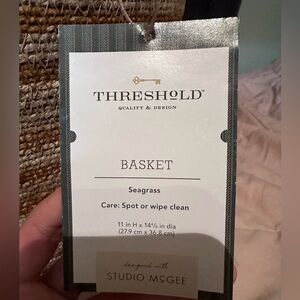 THRESHOLD
QUALITY & DESIGN
BASKET
Seagrass
Care: Spot or wipe clean
11 in H x 14½ in dia
(27.9 cm x 36.8 cm)
designed with
STUDIO McGEE